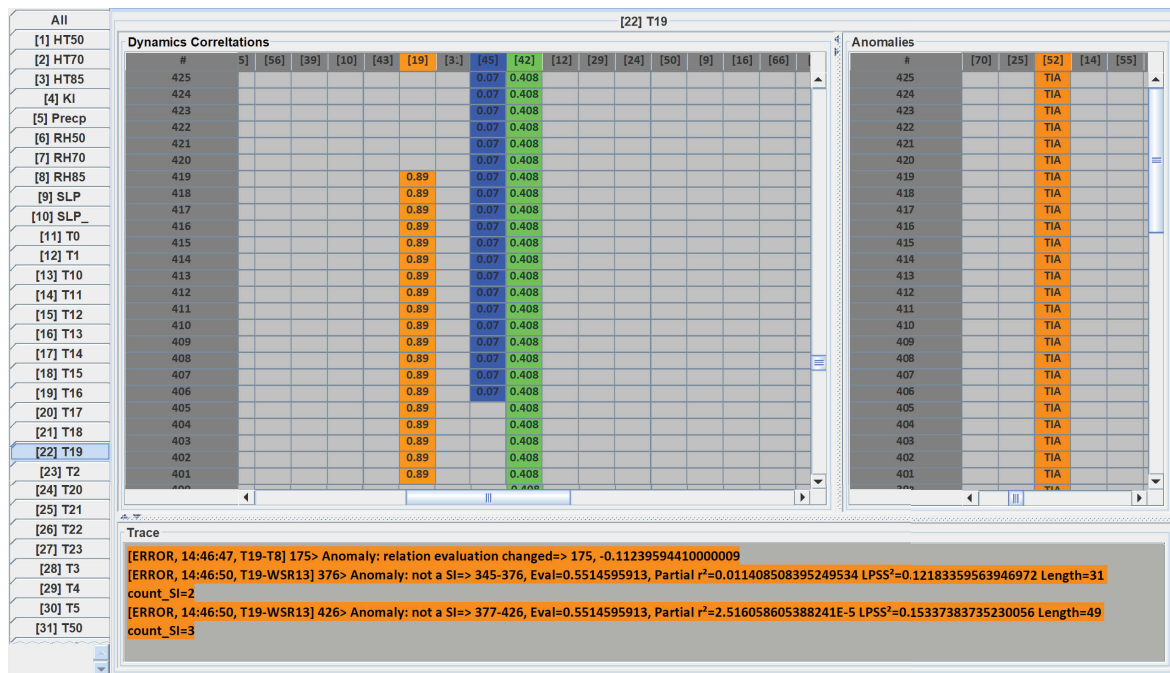 All
[1] HT50
[2] HT70
[3] HT85
[4] KI
[5] Precp
[6] RH50
[7] RH70
[8] RH85
[9] SLP
[10] SLP_
[11] T0
[12] T1
[13] T10
[14] T11
[15] T12
[16] T13
[17] T14
[18] T15
[19] T16
[20] T17
[21] T18
[22] T19
[23] T2
[24] T20
[25] T21
[26] T22
[27] T23
[28] T3
[29] T4
[30] T5
[31] T50
[22] T19
Dynamics Correltations
# 5] [56] [39] [10] [43] [19] [3:] [45] [42] [12] [29] [24] [50] [9] [16] [66] [
425 0.07 0.408
424 0.07 0.408
423 0.07 0.408
422 0.07 0.408
421 0.07 0.408
420 0.07 0.408
419 0.89 0.07 0.408
418 0.89 0.07 0.408
417 0.89 0.07 0.408
416 0.89 0.07 0.408
415 0.89 0.07 0.408
414 0.89 0.07 0.408
413 0.89 0.07 0.408
412 0.89 0.07 0.408
411 0.89 0.07 0.408
410 0.89 0.07 0.408
409 0.89 0.07 0.408
408 0.89 0.07 0.408
407 0.89 0.07 0.408
406 0.89 0.07 0.408
405 0.89 0.408
404 0.89 0.408
403 0.89 0.408
402 0.89 0.408
401 0.89 0.408
Anomalies
# [70] [25] [52] [14] [55]
425 TIA
424 TIA
423 TIA
422 TIA
421 TIA
420 TIA
419 TIA
418 TIA
417 TIA
416 TIA
415 TIA
414 TIA
413 TIA
412 TIA
411 TIA
410 TIA
409 TIA
408 TIA
407 TIA
406 TIA
405 TIA
404 TIA
403 TIA
402 TIA
401 TIA
Trace
[ERROR, 14:46:47, T19-T8] 175> Anomaly: relation evaluation changed=> 175, -0.11239594410000009
[ERROR, 14:46:50, T19-WSR13] 376> Anomaly: not a SI=> 345-376, Eval=0.5514595913, Partial r²=0.011408508395249534 LPSS²=0.12183359563946972 Length=31
count_SI=2
[ERROR, 14:46:50, T19-WSR13] 426> Anomaly: not a SI=> 377-426, Eval=0.5514595913, Partial r²=2.516058605388241E-5 LPSS²=0.15337383735230056 Length=49
count_SI=3